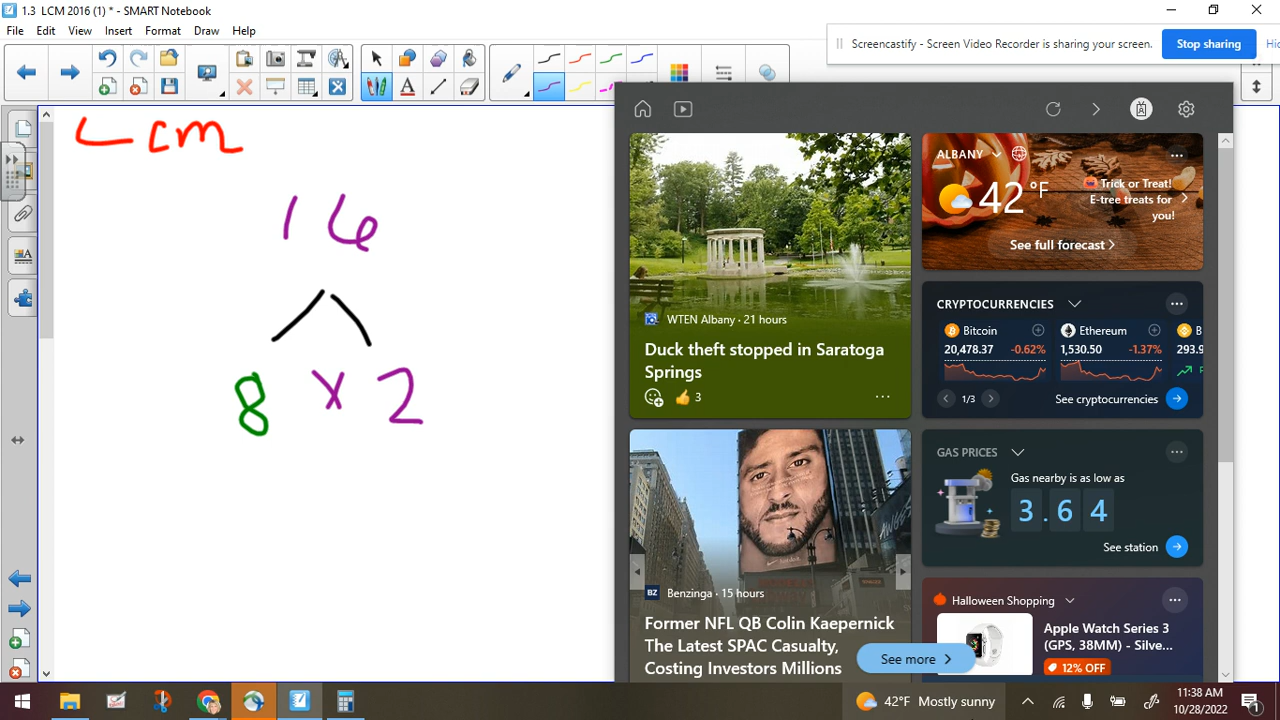 1.3 LCM 2016 (1) * - SMART Notebook
File Edit View Insert Format Draw Help
Screencastify - Screen Video Recorder is sharing your screen.
Stop sharing
Hid
Lcm
16
8 x 2
WTEN Albany · 21 hours
Duck theft stopped in Saratoga
Springs
3
ALBANY
42 °F
Trick or Treat!
E-tree treats for
you!
See full forecast
CRYPTOCURRENCIES
Bitcoin
20,478.37 -0.62%
Ethereum
1,530.50 -1.37%
B
293.9
1/3
See cryptocurrencies
Benzinga · 15 hours
Former NFL QB Colin Kaepernick
The Latest SPAC Casualty,
Costing Investors Millions
GAS PRICES
Gas nearby is as low as
3.64
See station
Halloween Shopping
Apple Watch Series 3
(GPS, 38MM) - Silve...
12% OFF
See more
42°F Mostly sunny
11:38 AM
10/28/2022
1